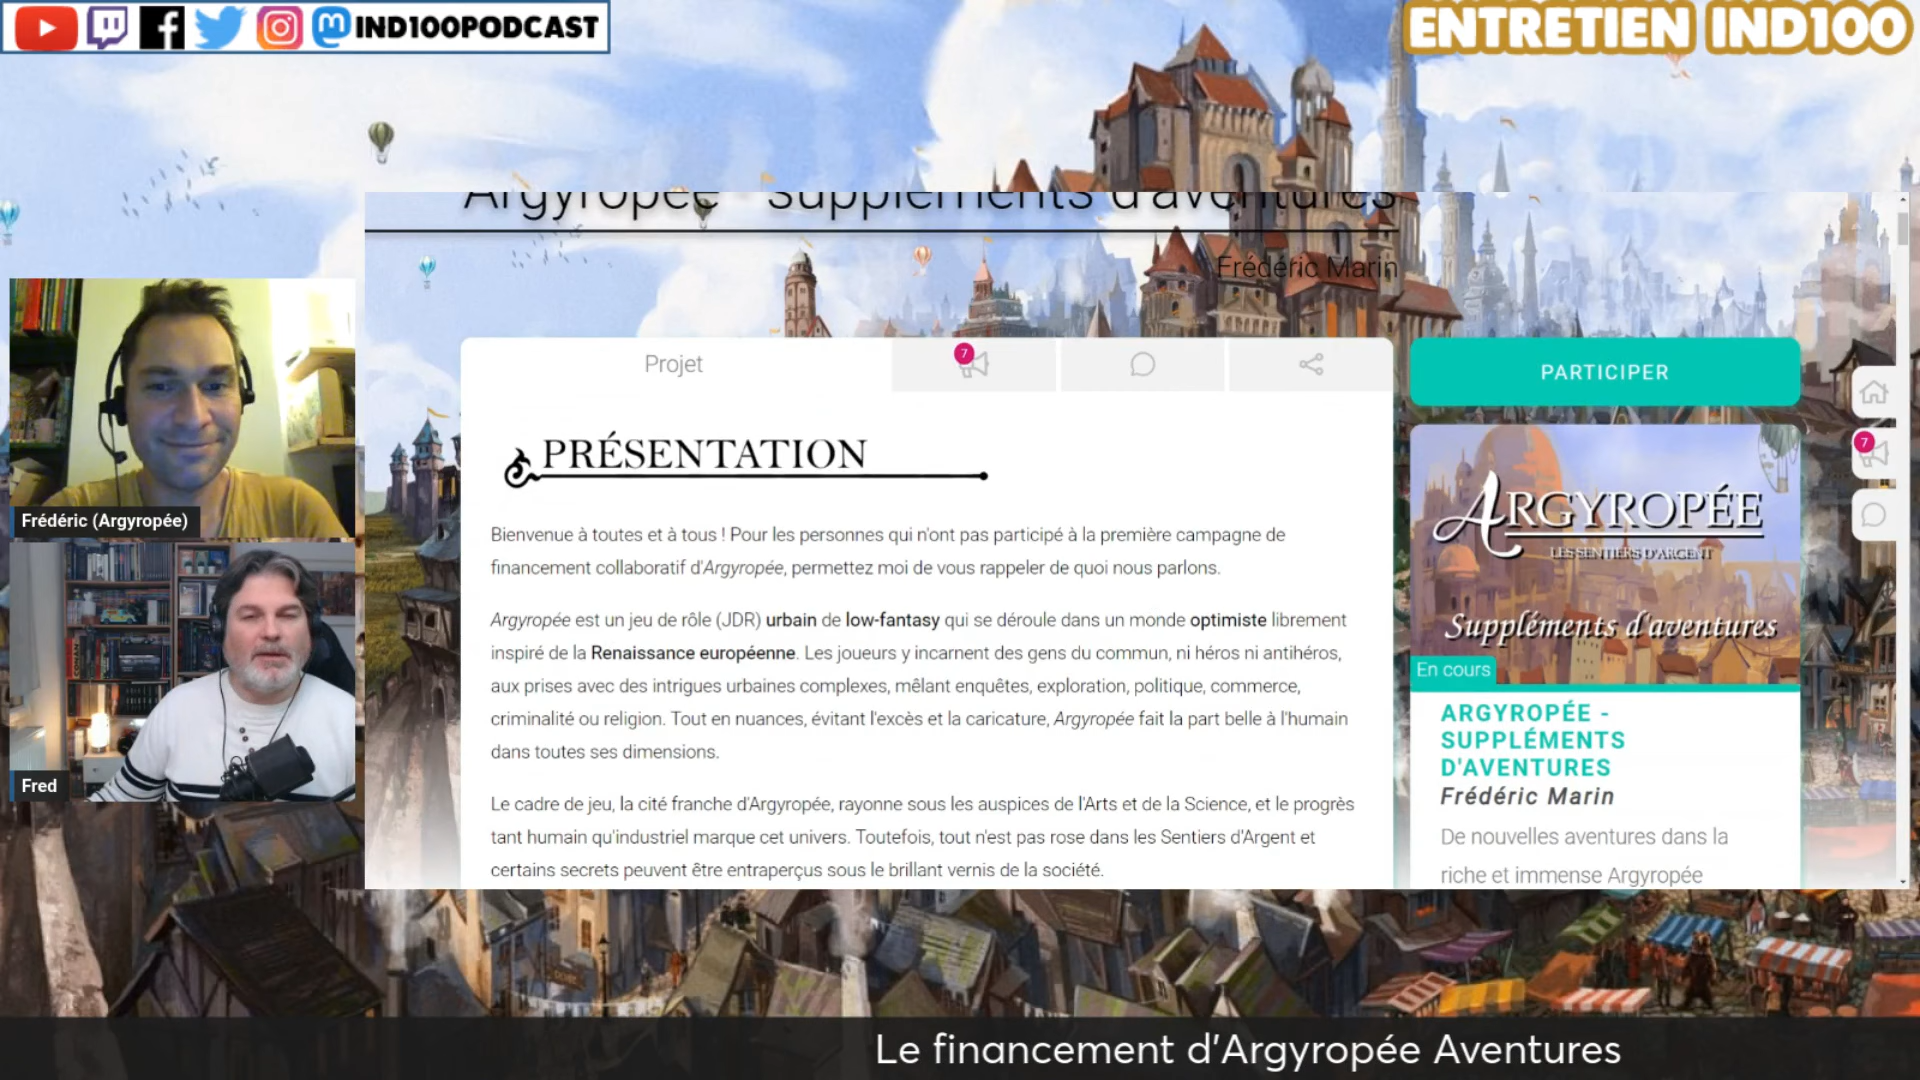 IND100PODCAST
ENTRETIEN IND100
Argyropée - suppléments d'aventures
Frédéric Marin
Projet
7
PARTICIPER
PRÉSENTATION
Bienvenue à toutes et à tous ! Pour les personnes qui n'ont pas participé à la première campagne de
financement collaboratif d'Argyropée, permettez moi de vous rappeler de quoi nous parlons.
Argyropée est un jeu de rôle (JDR) urbain de low-fantasy qui se déroule dans un monde optimiste librement
inspiré de la Renaissance européenne. Les joueurs y incarnent des gens du commun, ni héros ni antihéros,
aux prises avec des intrigues urbaines complexes, mêlant enquêtes, exploration, politique, commerce,
criminalité ou religion. Tout en nuances, évitant l'excès et la caricature, Argyropée fait la part belle à l'humain
dans toutes ses dimensions.
Le cadre de jeu, la cité franche d'Argyropée, rayonne sous les auspices de l'Arts et de la Science, et le progrès
tant humain qu'industriel marque cet univers. Toutefois, tout n'est pas rose dans les Sentiers d'Argent et
certains secrets peuvent être entraperçus sous le brillant vernis de la société.
ARGYROPÉE
LES SENTIERS D'ARGENT
Suppléments d'aventures
En cours
ARGYROPÉE -
SUPPLÉMENTS
D'AVENTURES
Frédéric Marin
De nouvelles aventures dans la
riche et immense Argyropée
7
Frédéric (Argyropée)
Fred
Le financement d'Argyropée Aventures